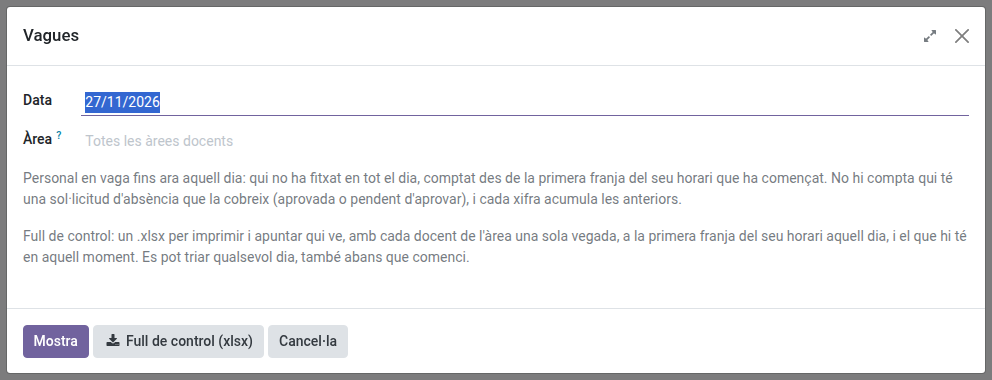 Vagues
Data
27/11/2026
Àrea ?
Totes les àrees docents
Personal en vaga fins ara aquell dia: qui no ha fitxat en tot el dia, comptat des de la primera franja del seu horari que ha començat. No hi compta qui té
una sol·licitud d'absència que la cobreix (aprovada o pendent d'aprovar), i cada xifra acumula les anteriors.
Full de control: un .xlsx per imprimir i apuntar qui ve, amb cada docent de l'àrea una sola vegada, a la primera franja del seu horari aquell dia, i el que hi té
en aquell moment. Es pot triar qualsevol dia, també abans que comenci.
Mostra
Full de control (xlsx)
Cancel·la